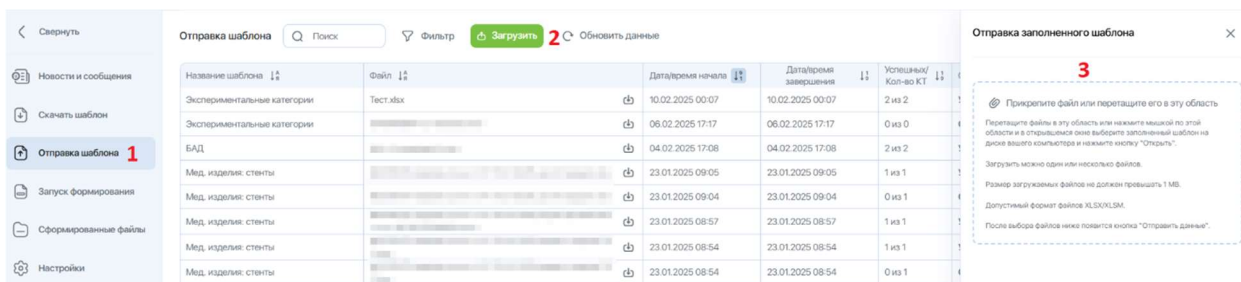 Свернуть
Новости и сообщения
Скачать шаблон
Отправка шаблона 1
Запуск формирования
Сформированные файлы
Настройки
Отправка шаблона
Поиск
Фильтр
Загрузить 2
Обновить данные
Название шаблона Файл Дата/время начала Дата/время завершения Успешных/ Кол-во КТ
Экспериментальные категории Тест.xlsx 10.02.2025 00:07 10.02.2025 00:07 2 из 2
Экспериментальные категории 06.02.2025 17:17 06.02.2025 17:17 0 из 0
БАД 04.02.2025 17:08 04.02.2025 17:08 2 из 2
Мед. изделия: стенты 23.01.2025 09:05 23.01.2025 09:05 1 из 1
Мед. изделия: стенты 23.01.2025 09:04 23.01.2025 09:04 0 из 1
Мед. изделия: стенты 23.01.2025 08:57 23.01.2025 08:57 1 из 1
Мед. изделия: стенты 23.01.2025 08:54 23.01.2025 08:54 1 из 1
Мед. изделия: стенты 23.01.2025 08:54 23.01.2025 08:54 0 из 1
Отправка заполненного шаблона
3
Прикрепите файл или перетащите его в эту область
Перетащите файлы в эту область или нажмите мышкой по этой
области и в открывшемся окне выберите заполненный шаблон на
диске вашего компьютера и нажмите кнопку "Открыть".
Загрузить можно один или несколько файлов.
Размер загружаемых файлов не должен превышать 1 MB.
Допустимый формат файлов XLSX/XLSM.
После выбора файлов ниже появится кнопка "Отправить данные".